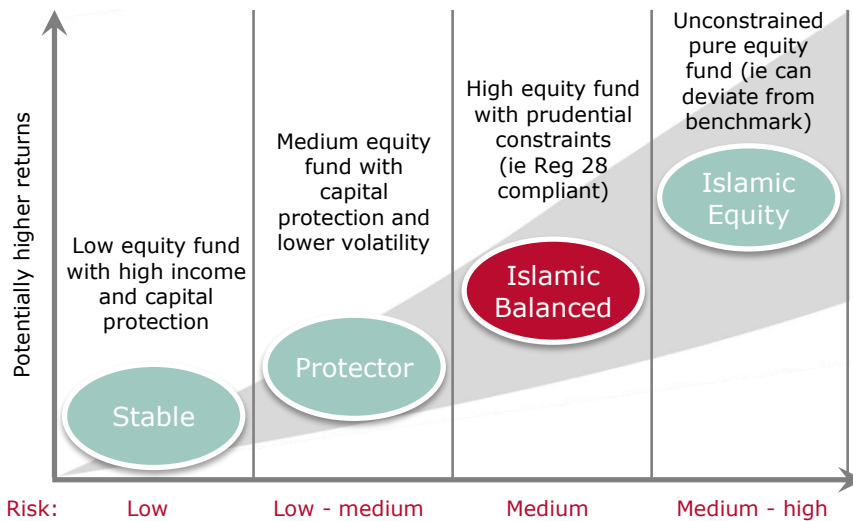 Potentially higher returns
Low equity fund
with high income
and capital
protection
Stable
Medium equity
fund with
capital
protection and
lower volatility
Protector
High equity fund
with prudential
constraints
(ie Reg 28
compliant)
Islamic
Balanced
Unconstrained
pure equity
fund (ie can
deviate from
benchmark)
Islamic
Equity
Risk: Low Low - medium Medium Medium - high